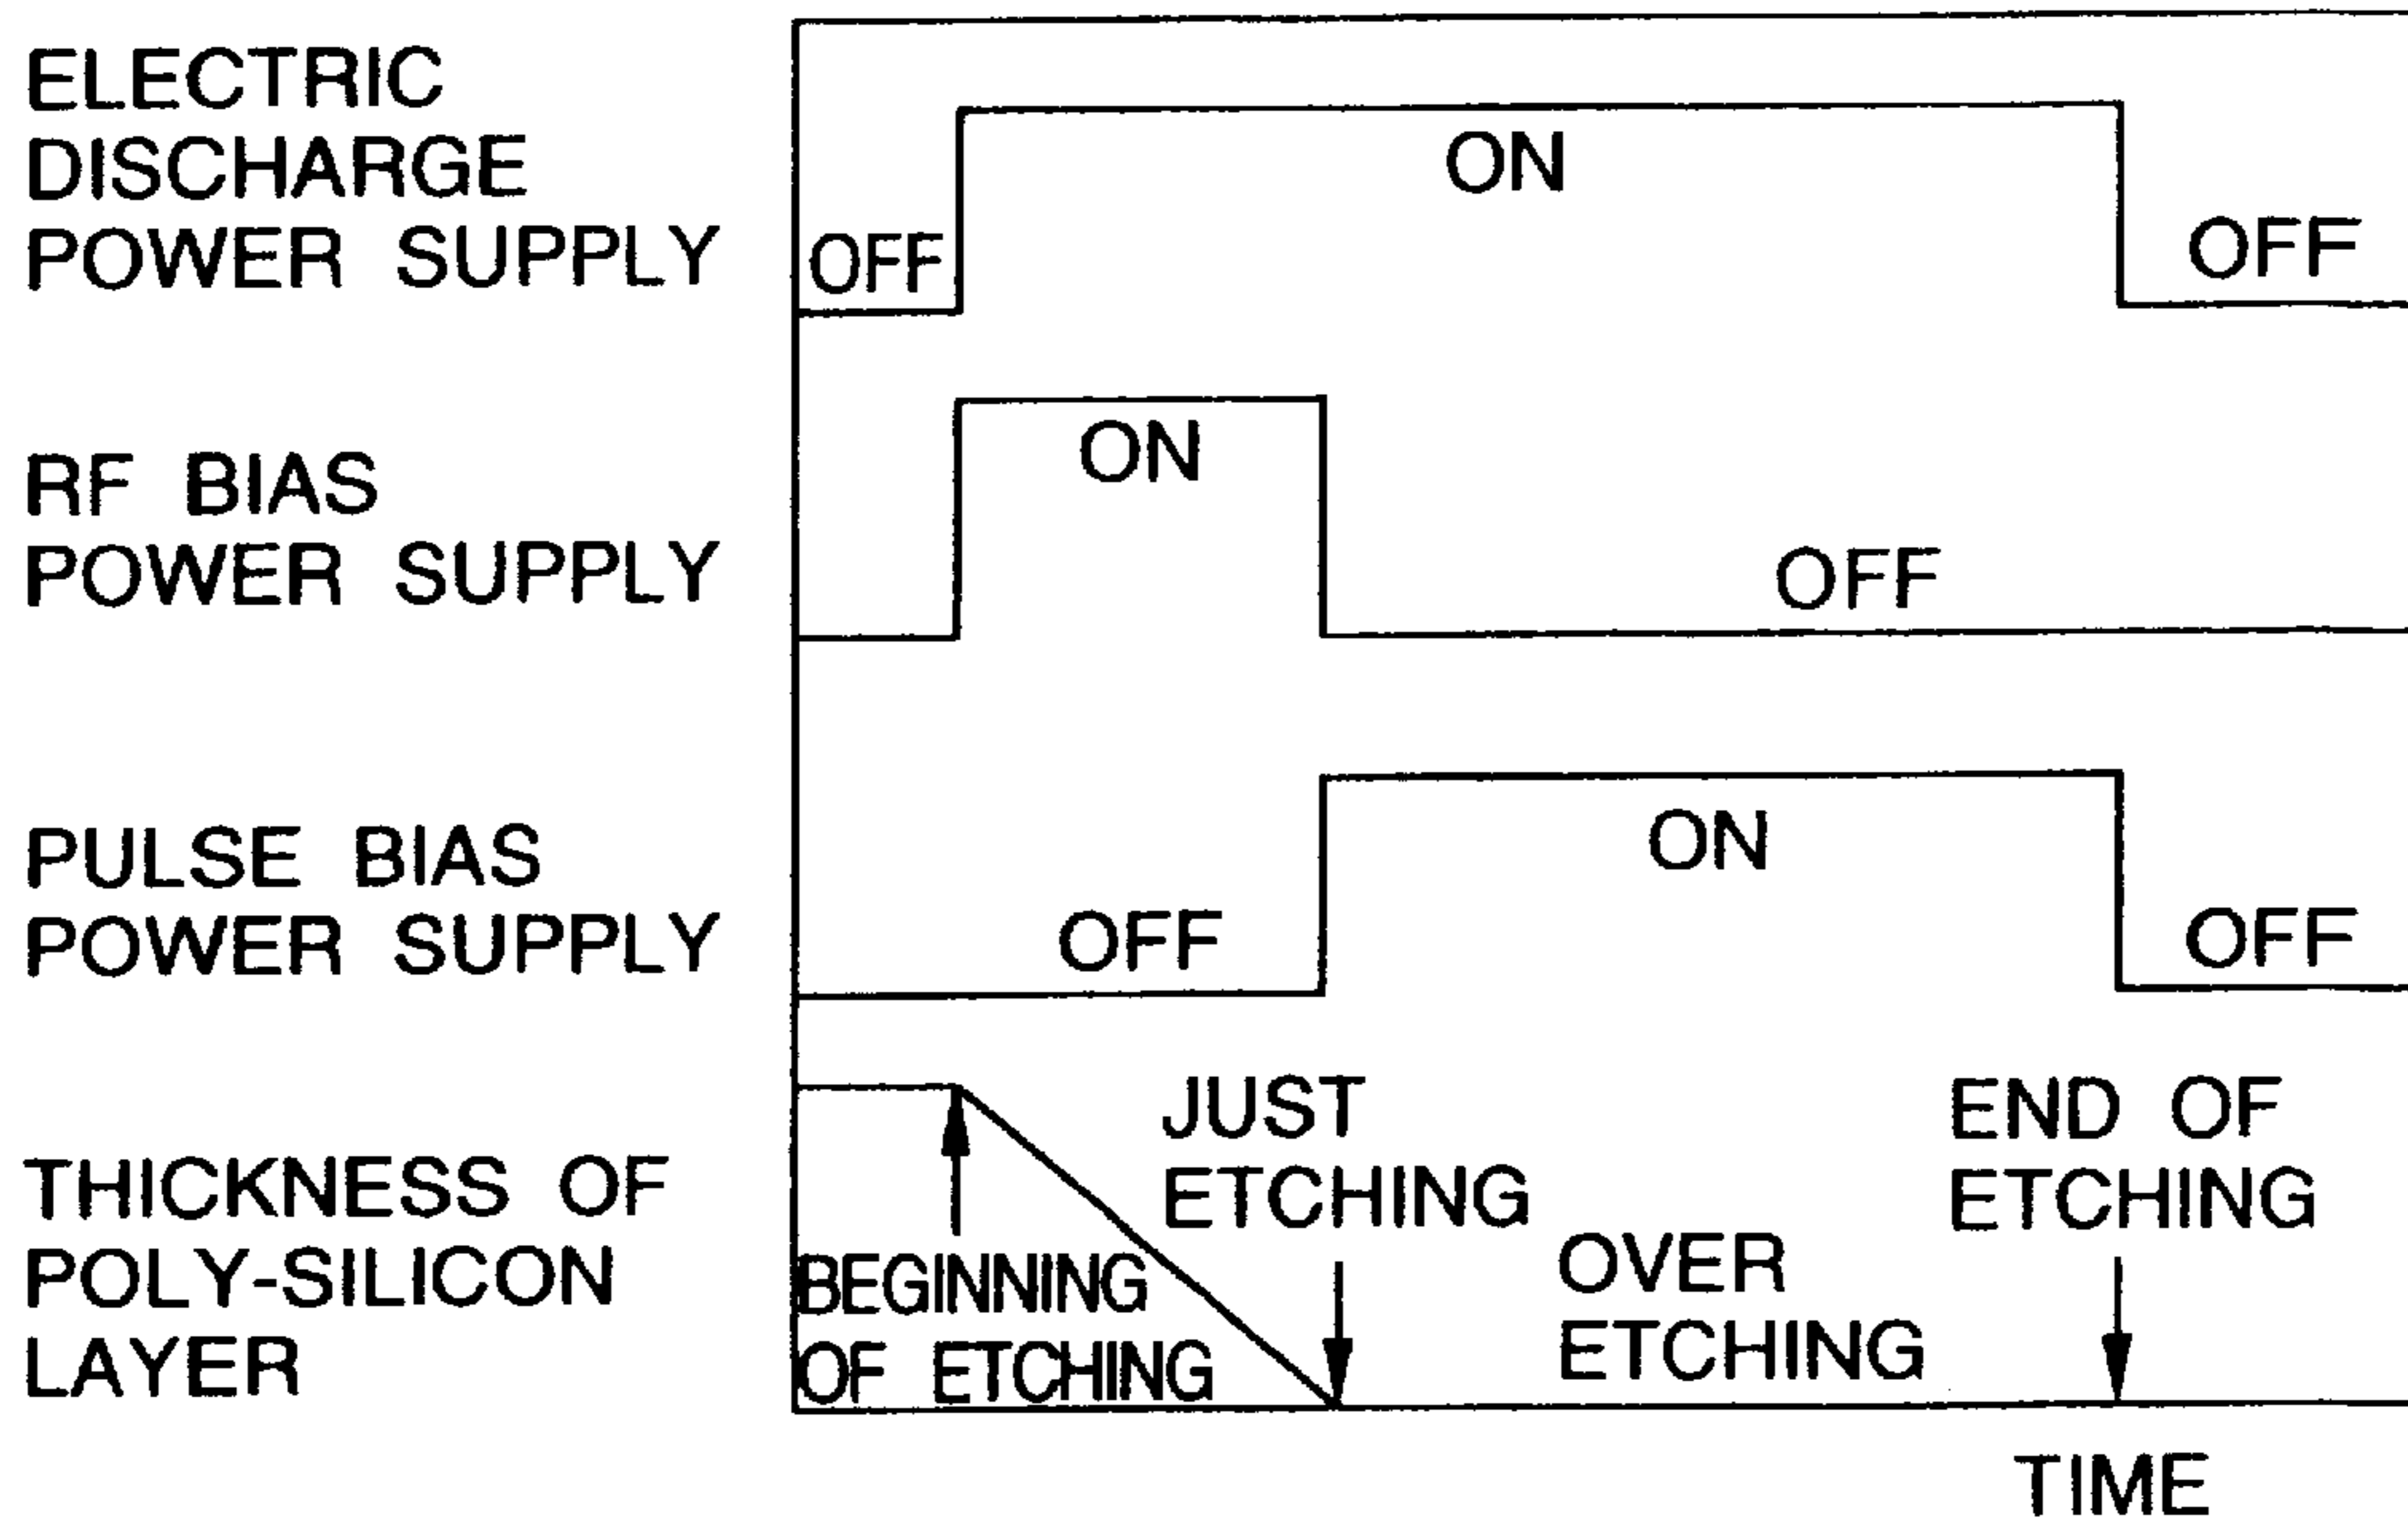 ELECTRIC
DISCHARGE
POWER SUPPLY
OFF
ON
OFF
RF BIAS
POWER SUPPLY
ON
OFF
PULSE BIAS
POWER SUPPLY
OFF
ON
OFF
THICKNESS OF
POLY-SILICON
LAYER
BEGINNING
OF ETCHING
JUST
ETCHING
OVER
ETCHING
END OF
ETCHING
TIME